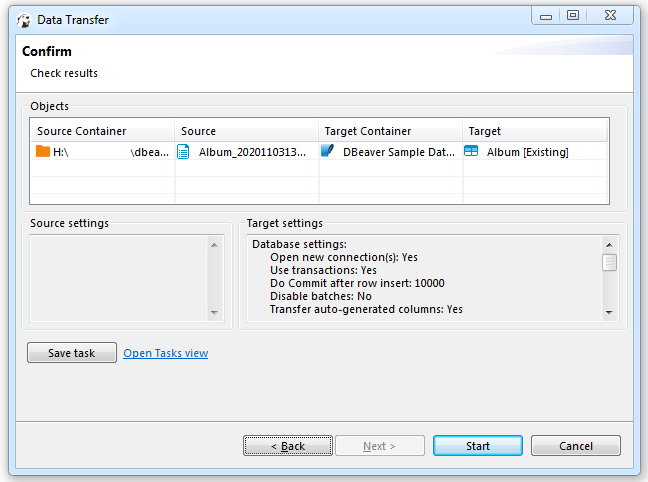 Data Transfer
Confirm
Check results
Objects
Source Container Source Target Container Target
H:\ \dbea... Album_2020110313... DBeaver Sample Dat... Album [Existing]
Source settings
Target settings
Database settings:
Open new connection(s): Yes
Use transactions: Yes
Do Commit after row insert: 10000
Disable batches: No
Transfer auto-generated columns: Yes
Save task Open Tasks view
< Back Next > Start Cancel